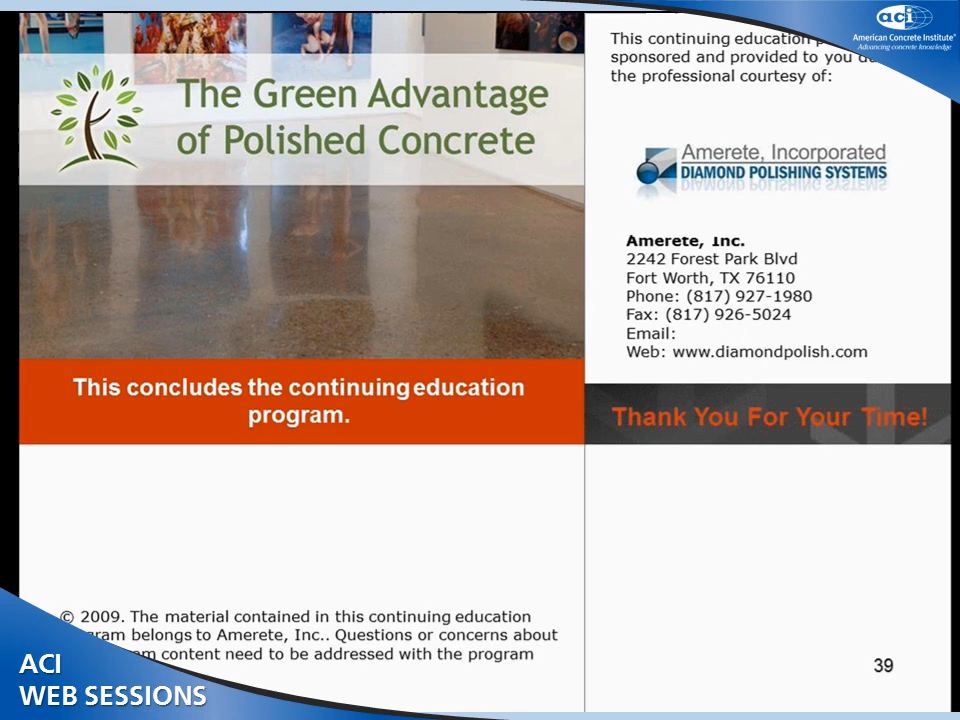 The Green Advantage
of Polished Concrete
This concludes the continuing education
program.
© 2009. The material contained in this continuing education
belongs to Amerete, Inc.. Questions or concerns about
content need to be addressed with the program
ACI
WEB SESSIONS
aci
American Concrete Institute®
Advancing concrete knowledge
This continuing education
sponsored and provided to you
the professional courtesy of:
Amerete, Incorporated
DIAMOND POLISHING SYSTEMS
Amerete, Inc.
2242 Forest Park Blvd
Fort Worth, TX 76110
Phone: (817) 927-1980
Fax: (817) 926-5024
Email:
Web: www.diamondpolish.com
Thank You For Your Time!
39